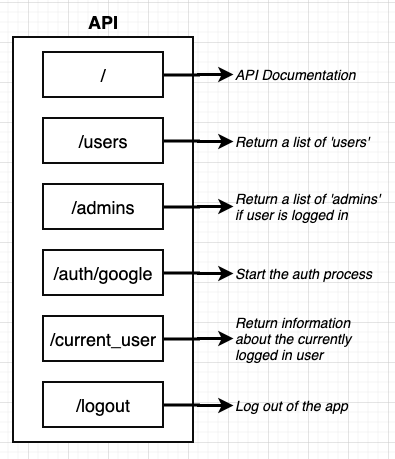 API
/
API Documentation
/users
Return a list of 'users'
/admins
Return a list of 'admins'
if user is logged in
/auth/google
Start the auth process
/current_user
Return information
about the currently
logged in user
/logout
Log out of the app